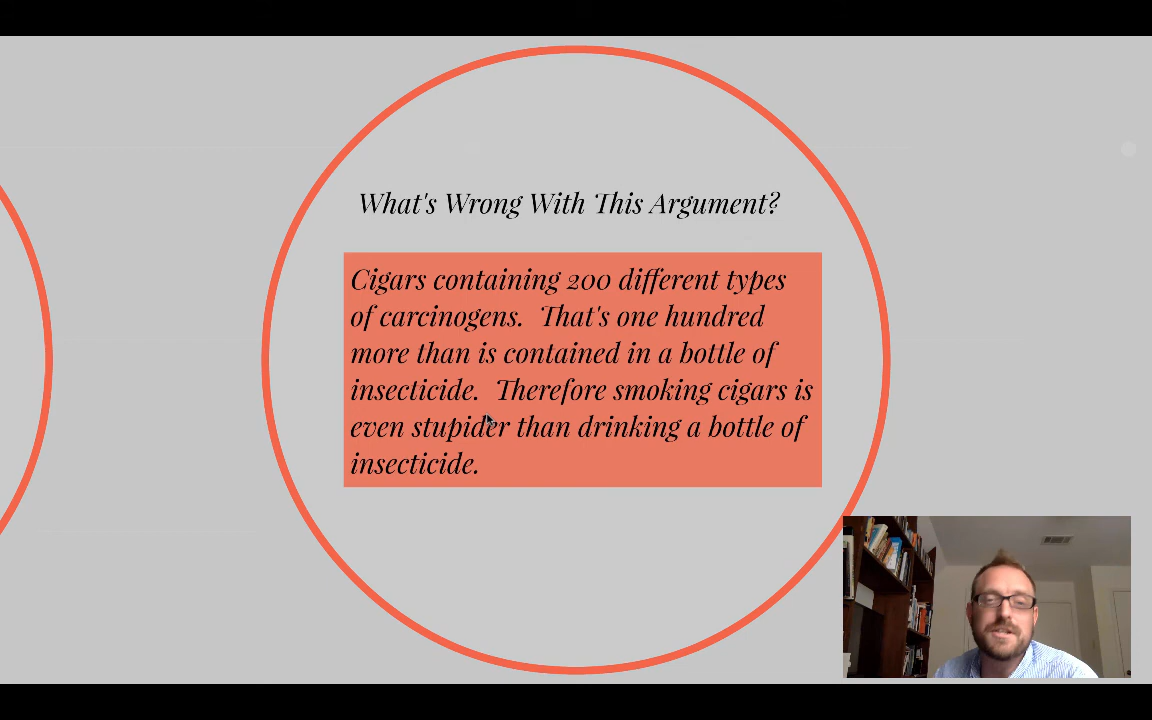 What's Wrong With This Argument?
Cigars containing 200 different types
of carcinogens. That's one hundred
more than is contained in a bottle of
insecticide. Therefore smoking cigars is
even stupider than drinking a bottle of
insecticide.